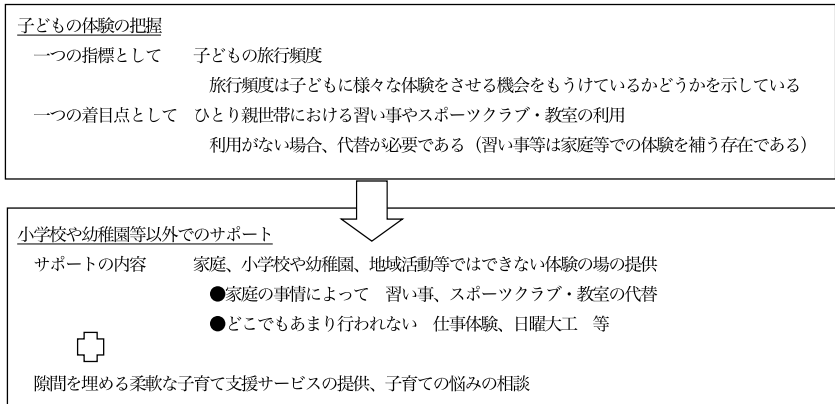 子どもの体験の把握
一つの指標として　子どもの旅行頻度
旅行頻度は子どもに様々な体験をさせる機会をもうけているかどうかを示している
一つの着目点として　ひとり親世帯における習い事やスポーツクラブ・教室の利用
利用がない場合、代替が必要である（習い事等は家庭等での体験を補う存在である）
小学校や幼稚園等以外でのサポート
サポートの内容　家庭、小学校や幼稚園、地域活動等ではできない体験の場の提供
●家庭の事情によって　習い事、スポーツクラブ・教室の代替
●どこでもあまり行われない　仕事体験、日曜大工　等
隙間を埋める柔軟な子育て支援サービスの提供、子育ての悩みの相談